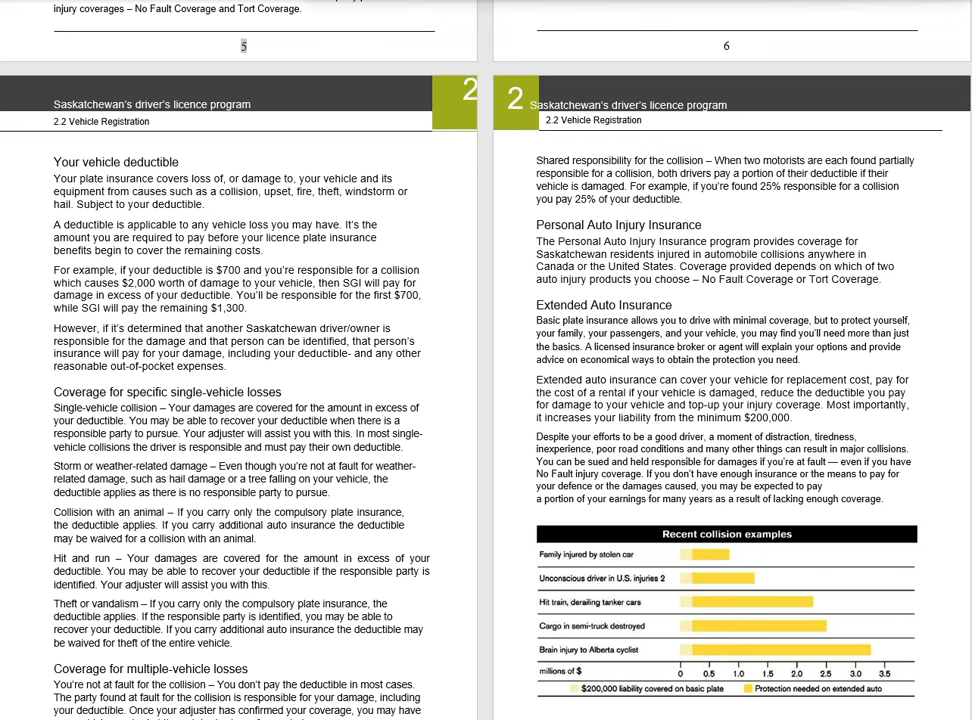 injury coverages – No Fault Coverage and Tort Coverage.
5
6
Saskatchewan's driver's licence program
2
2.2 Vehicle Registration
Your vehicle deductible
Your plate insurance covers loss of, or damage to, your vehicle and its
equipment from causes such as a collision, upset, fire, theft, windstorm or
hail. Subject to your deductible.
A deductible is applicable to any vehicle loss you may have. It's the
amount you are required to pay before your licence plate insurance
benefits begin to cover the remaining costs.
For example, if your deductible is $700 and you're responsible for a collision
which causes $2,000 worth of damage to your vehicle, then SGI will pay for
damage in excess of your deductible. You'll be responsible for the first $700,
while SGI will pay the remaining $1,300.
However, if it's determined that another Saskatchewan driver/owner is
responsible for the damage and that person can be identified, that person's
insurance will pay for your damage, including your deductible- and any other
reasonable out-of-pocket expenses.
Coverage for specific single-vehicle losses
Single-vehicle collision – Your damages are covered for the amount in excess of
your deductible. You may be able to recover your deductible when there is a
responsible party to pursue. Your adjuster will assist you with this. In most single-
vehicle collisions the driver is responsible and must pay their own deductible.
Storm or weather-related damage – Even though you're not at fault for weather-
related damage, such as hail damage or a tree falling on your vehicle, the
deductible applies as there is no responsible party to pursue.
Collision with an animal – If you carry only the compulsory plate insurance,
the deductible applies. If you carry additional auto insurance the deductible
may be waived for a collision with an animal.
Hit and run – Your damages are covered for the amount in excess of your
deductible. You may be able to recover your deductible if the responsible party is
identified. Your adjuster will assist you with this.
Theft or vandalism – If you carry only the compulsory plate insurance, the
deductible applies. If the responsible party is identified, you may be able to
recover your deductible. If you carry additional auto insurance the deductible may
be waived for theft of the entire vehicle.
Coverage for multiple-vehicle losses
You're not at fault for the collision – You don't pay the deductible in most cases.
The party found at fault for the collision is responsible for your damage, including
your deductible. Once your adjuster has confirmed your coverage, you may have
2
Saskatchewan's driver's licence program
2.2 Vehicle Registration
Shared responsibility for the collision – When two motorists are each found partially
responsible for a collision, both drivers pay a portion of their deductible if their
vehicle is damaged. For example, if you're found 25% responsible for a collision
you pay 25% of your deductible.
Personal Auto Injury Insurance
The Personal Auto Injury Insurance program provides coverage for
Saskatchewan residents injured in automobile collisions anywhere in
Canada or the United States. Coverage provided depends on which of two
auto injury products you choose – No Fault Coverage or Tort Coverage.
Extended Auto Insurance
Basic plate insurance allows you to drive with minimal coverage, but to protect yourself,
your family, your passengers, and your vehicle, you may find you'll need more than just
the basics. A licensed insurance broker or agent will explain your options and provide
advice on economical ways to obtain the protection you need.
Extended auto insurance can cover your vehicle for replacement cost, pay for
the cost of a rental if your vehicle is damaged, reduce the deductible you pay
for damage to your vehicle and top-up your injury coverage. Most importantly,
it increases your liability from the minimum $200,000.
Despite your efforts to be a good driver, a moment of distraction, tiredness,
inexperience, poor road conditions and many other things can result in major collisions.
You can be sued and held responsible for damages if you're at fault — even if you have
No Fault injury coverage. If you don't have enough insurance or the means to pay for
your defence or the damages caused, you may be expected to pay
a portion of your earnings for many years as a result of lacking enough coverage.
Recent collision examples
Family injured by stolen car
Unconscious driver in U.S. injuries 2
Hit train, derailing tanker cars
Cargo in semi-truck destroyed
Brain injury to Alberta cyclist
millions of $ 0 0.5 1.0 1.5 2.0 2.5 3.0 3.5
$200,000 liability covered on basic plate Protection needed on extended auto